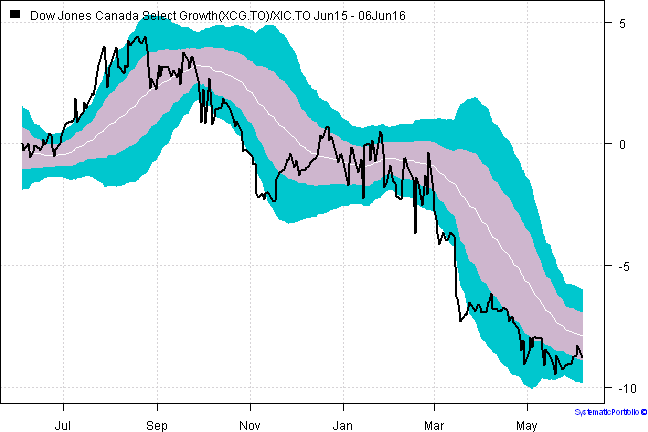 Dow Jones Canada Select Growth(XCG.TO)/XIC.TO Jun15 - 06Jun16
5
0
-5
-10
Jul Sep Nov Jan Mar May
SystematicPortfolio ©